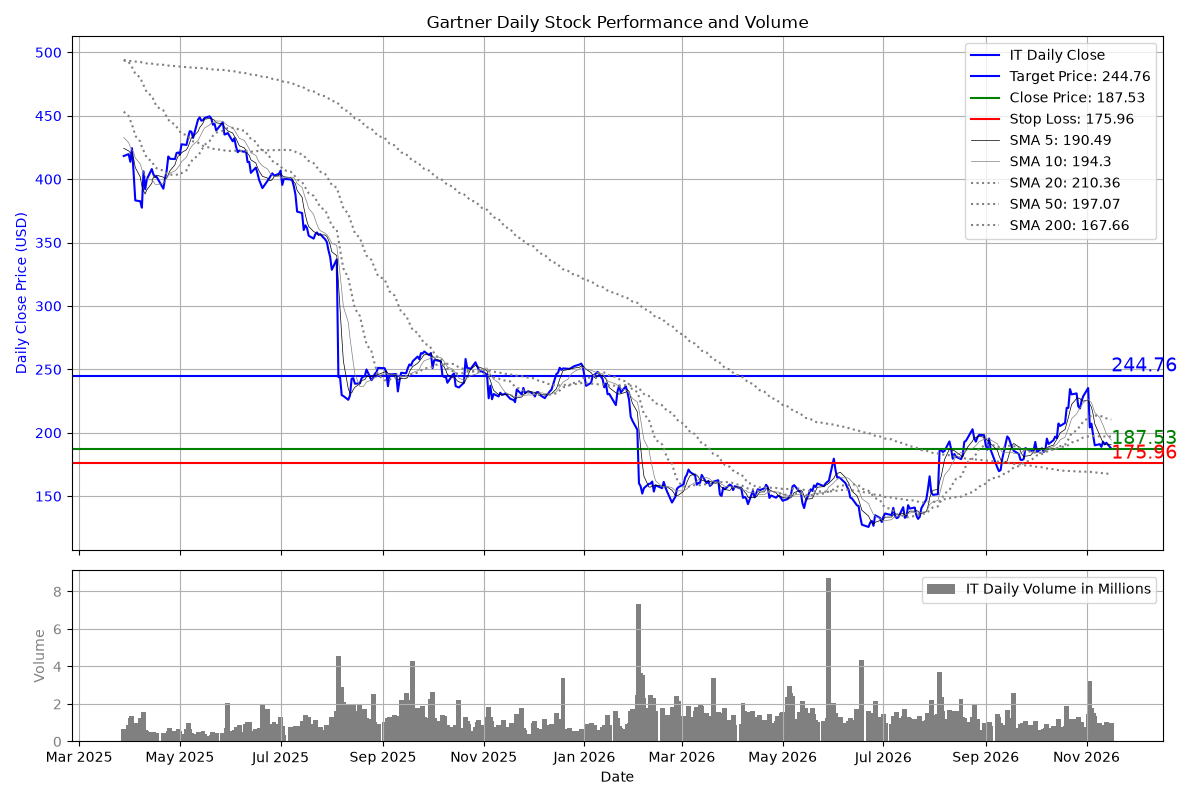 Gartner Daily Stock Performance and Volume
Daily Close Price (USD)
500
450
400
350
300
250
200
150
IT Daily Close
Target Price: 244.76
Close Price: 187.53
Stop Loss: 175.96
SMA 5: 190.49
SMA 10: 194.3
SMA 20: 210.36
SMA 50: 197.07
SMA 200: 167.66
244.76
187.53
175.96
Volume
8
6
4
2
0
IT Daily Volume in Millions
Mar 2025 May 2025 Jul 2025 Sep 2025 Nov 2025 Jan 2026 Mar 2026 May 2026 Jul 2026 Sep 2026 Nov 2026
Date